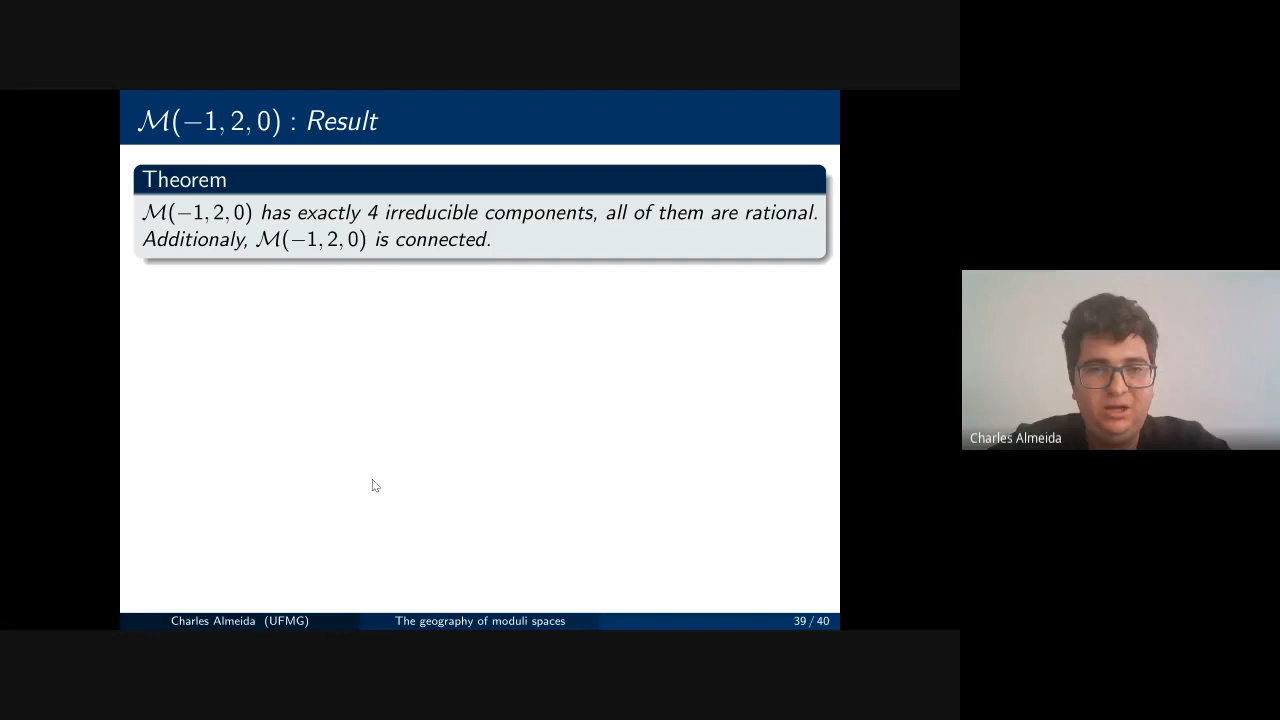 M(−1, 2, 0) : Result
Theorem
M(−1, 2, 0) has exactly 4 irreducible components, all of them are rational.
Additionaly, M(−1, 2, 0) is connected.
Charles Almeida
Charles Almeida (UFMG) The geography of moduli spaces 39 / 40